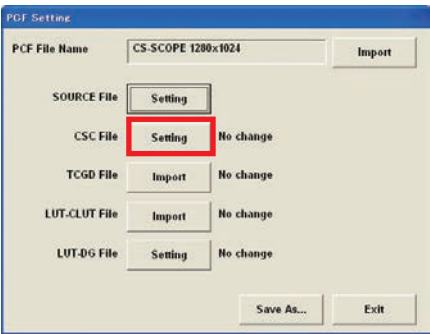 PGF Setting
PCF File Name CS-SCOPE 1280x1024 Import
SOURCE File Setting
CSC File Setting No change
TCGD File Import No change
LUT-CLUT File Import No change
LUT-DG File Setting No change
Save As... Exit